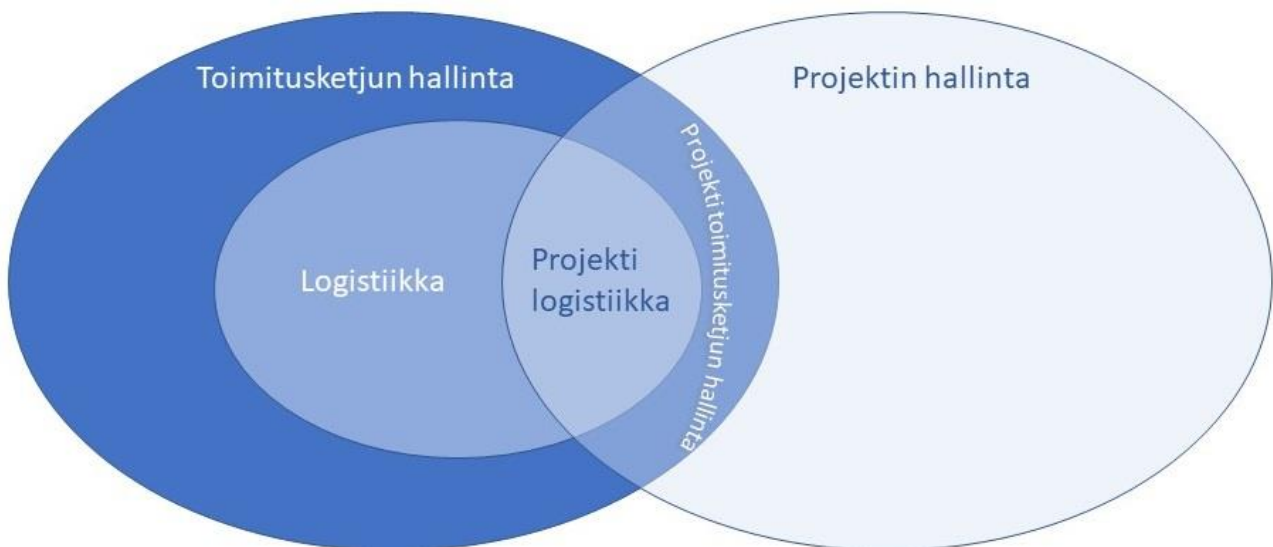 Toimitusketjun hallinta
Projektin hallinta
Logistiikka
Projekti
logistiikka
Projekti toimitusketjun hallinta